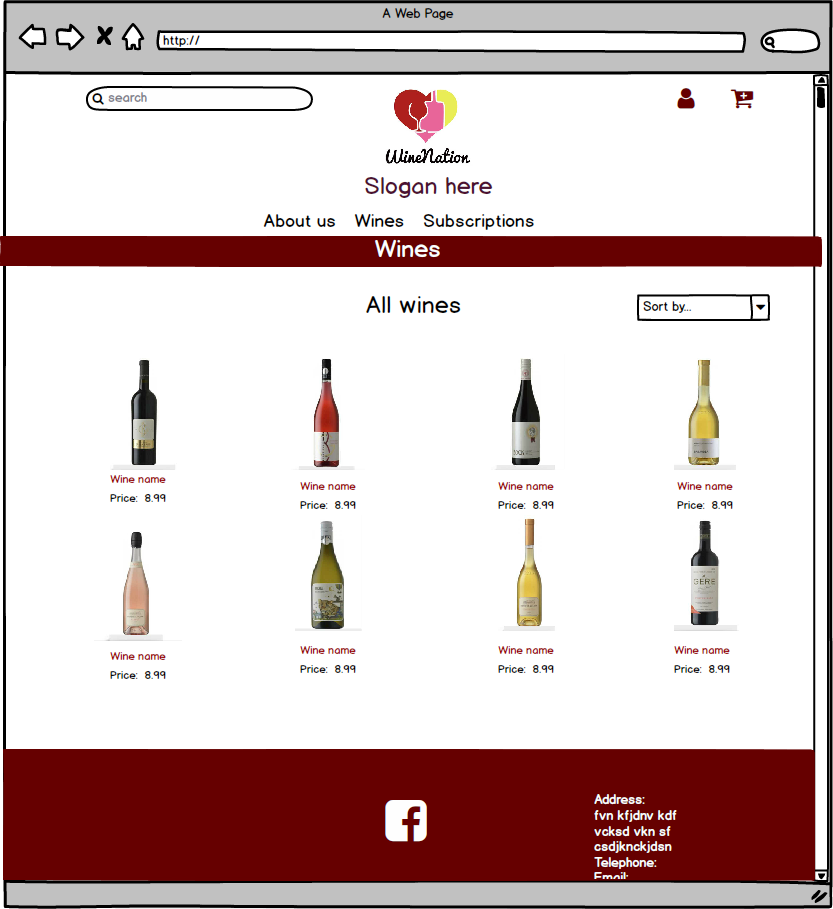 A Web Page
http://
search
WineNation
Slogan here
About us Wines Subscriptions
Wines
All wines
Sort by...
Wine name
Price: 8.99
Wine name
Price: 8.99
Wine name
Price: 8.99
Wine name
Price: 8.99
GERE
Wine name
Price: 8.99
Wine name
Price: 8.99
Wine name
Price: 8.99
Wine name
Price: 8.99
Address:
fvn kfjdnv kdf
vcksd vkn sf
csdjknckjdsn
Telephone:
Email: